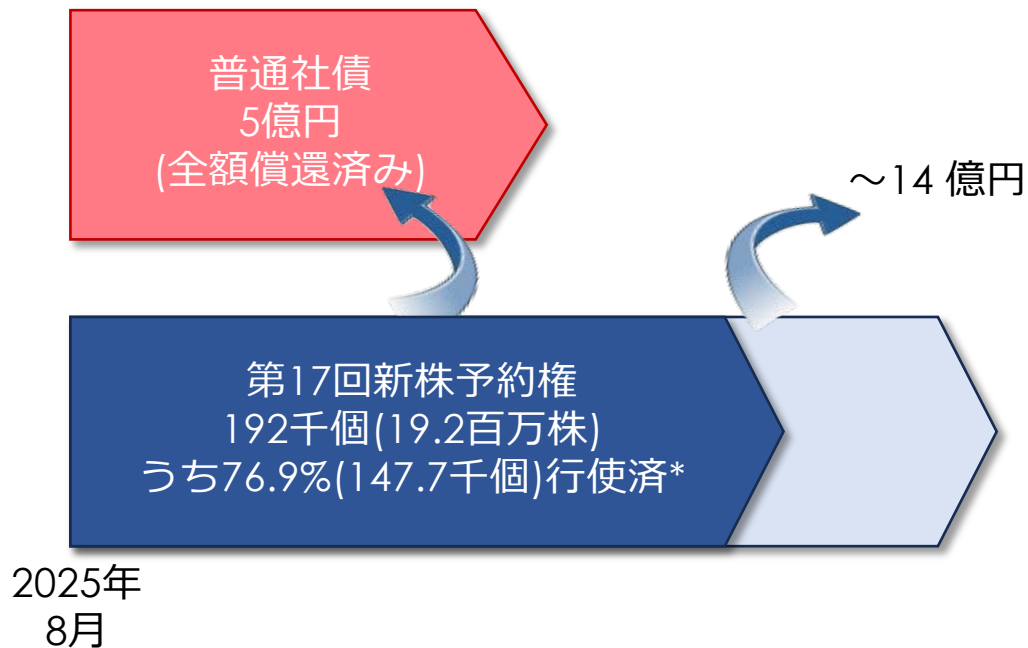 普通社債
5億円
(全額償還済み)
～14 億円
第17回新株予約権
192千個(19.2百万株)
うち76.9%(147.7千個)行使済*
2025年
8月